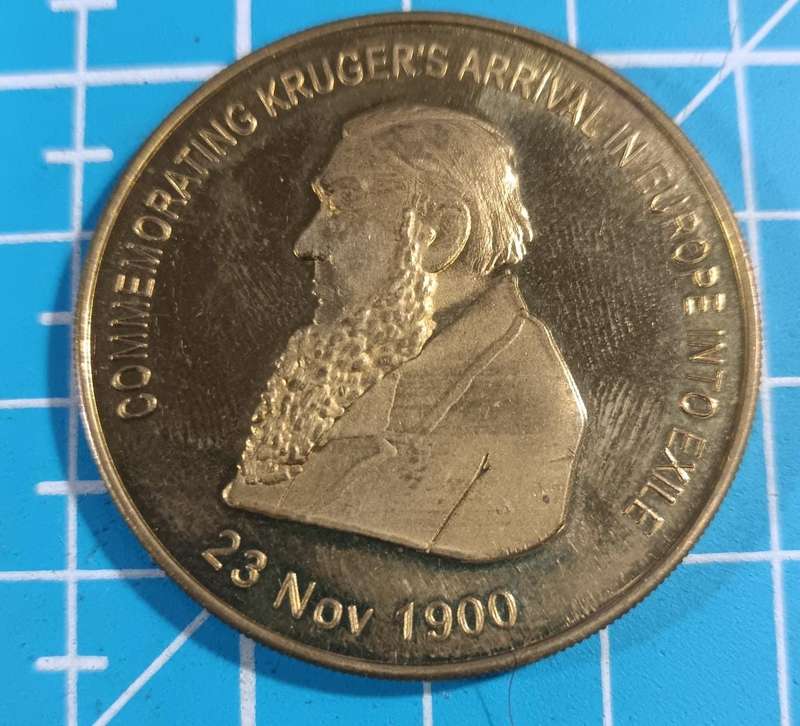 COMMEMORATING KRUGER'S ARRIVAL IN EUROPE INTO EXILE
23 Nov 1900